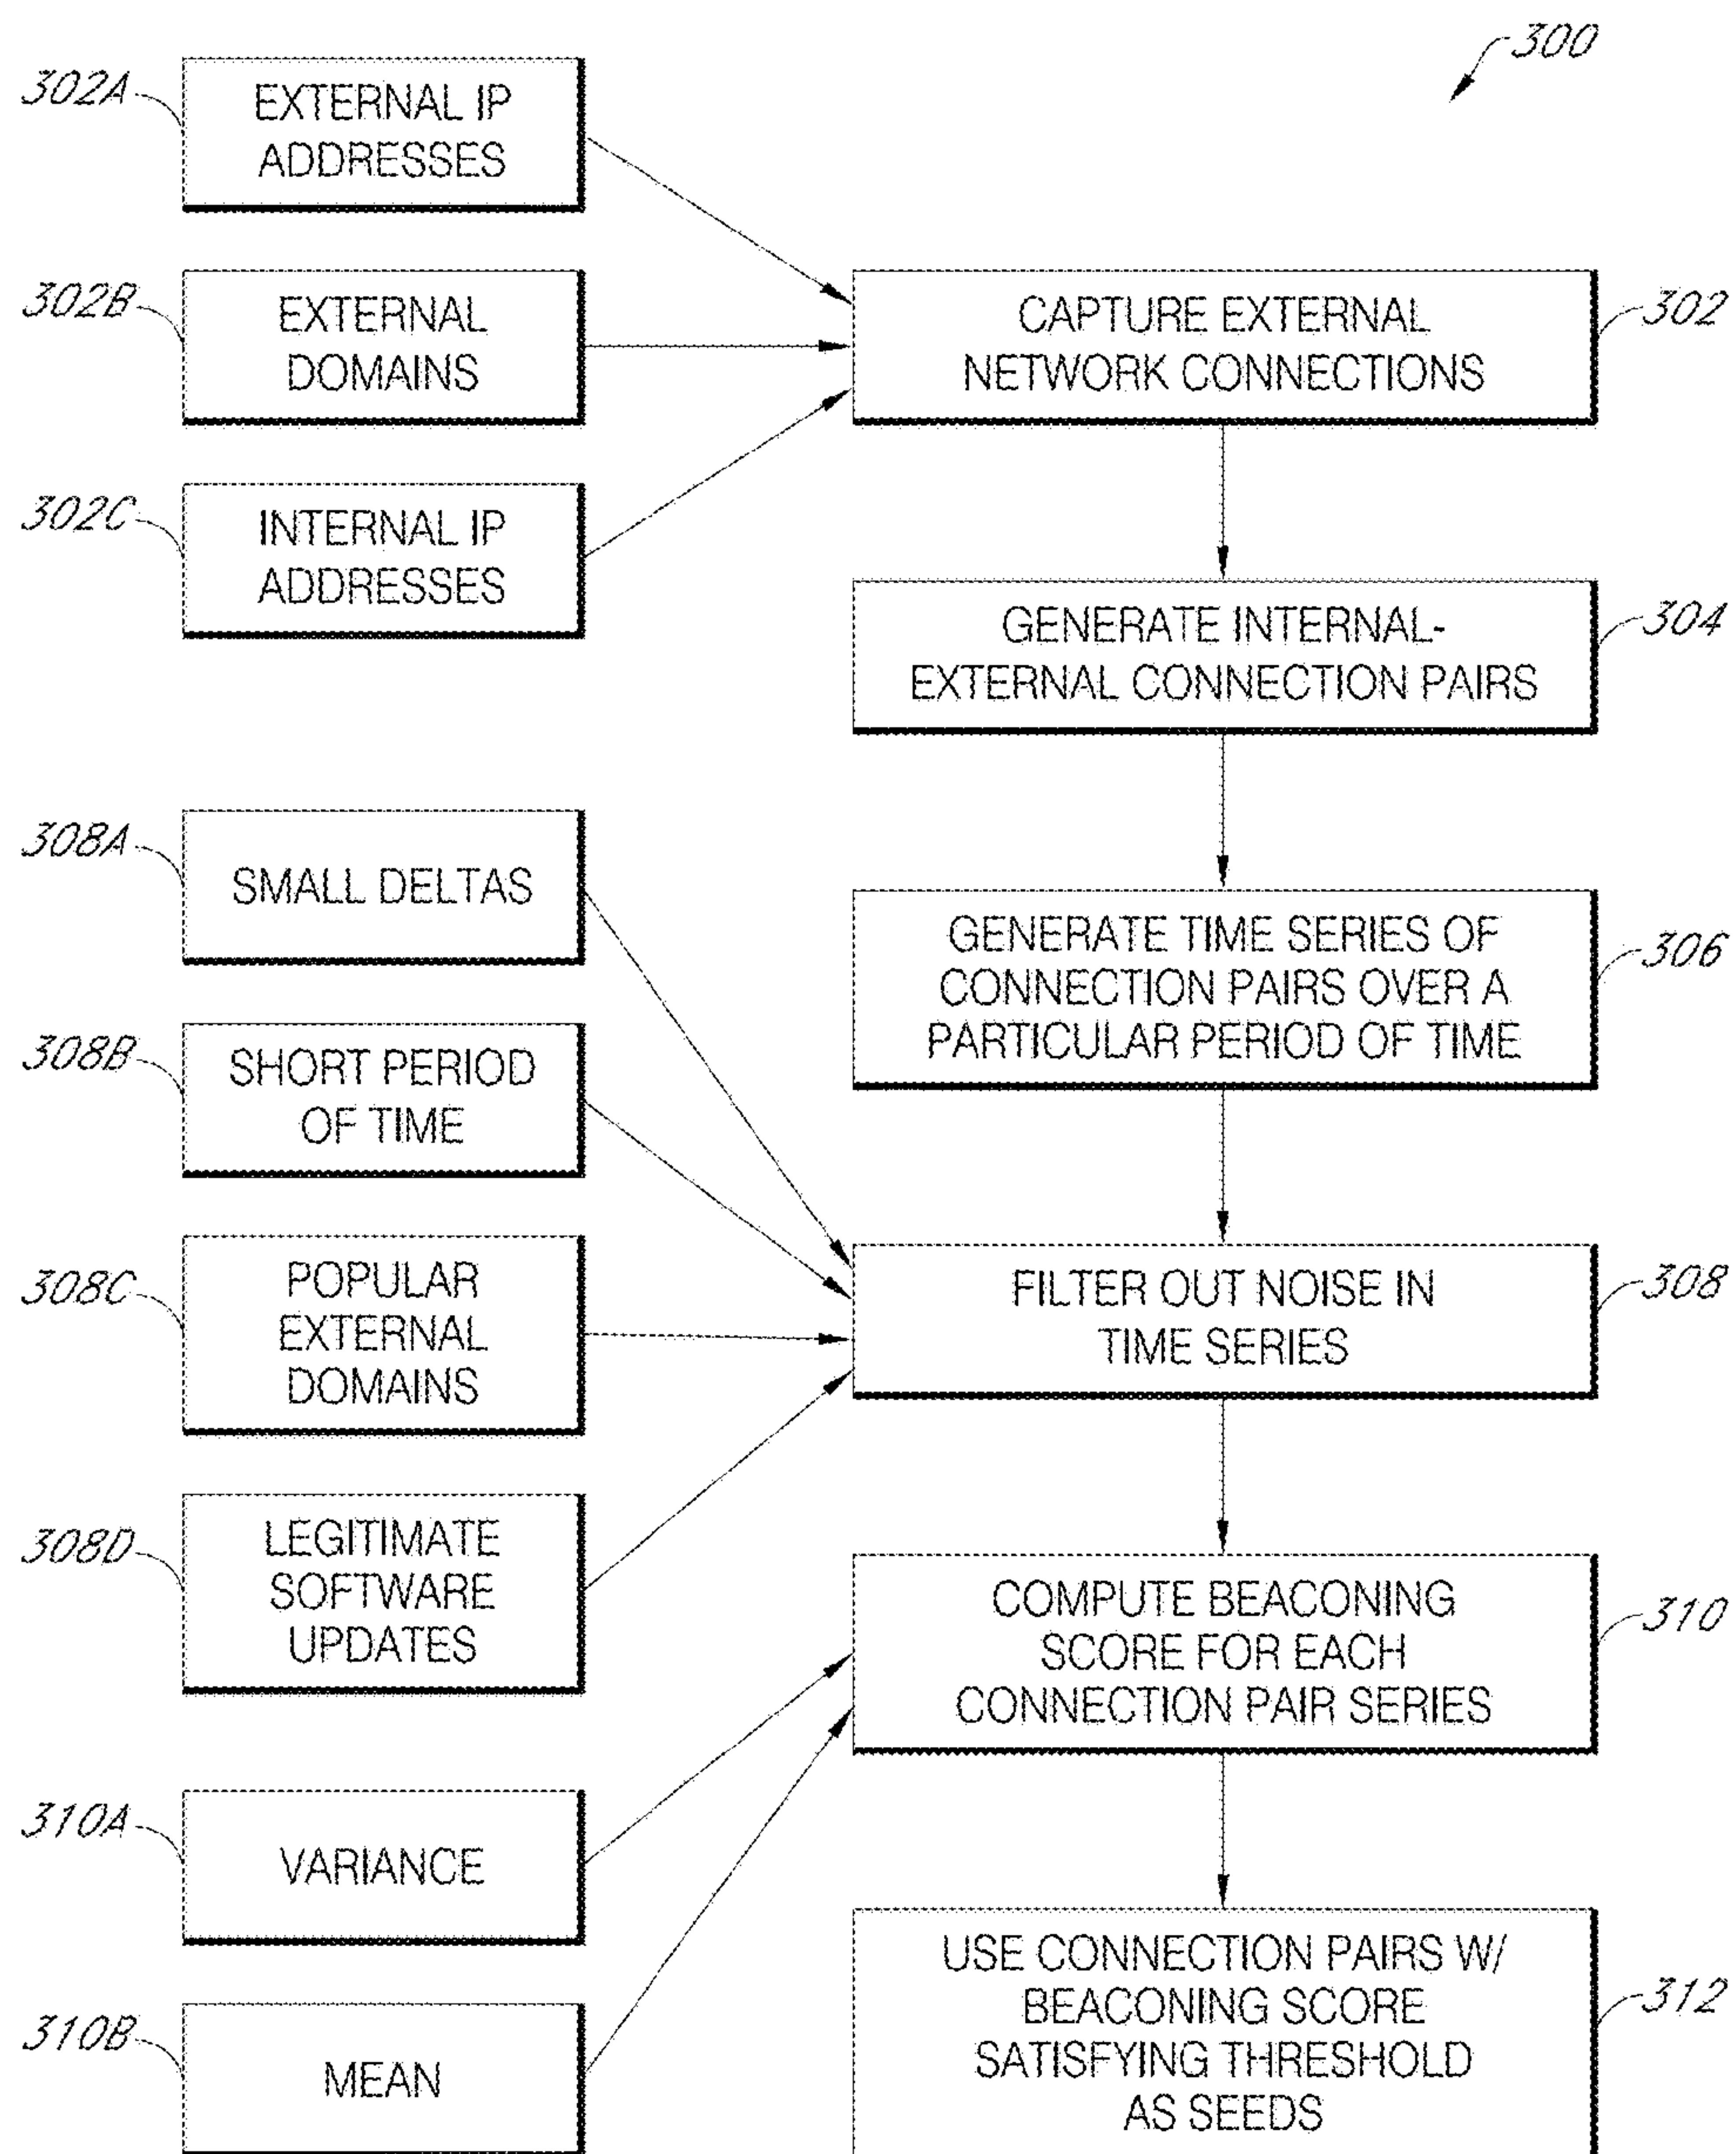 300
302A
EXTERNAL IP
ADDRESSES
302B
EXTERNAL
DOMAINS
302C
INTERNAL IP
ADDRESSES
CAPTURE EXTERNAL
NETWORK CONNECTIONS
302
GENERATE INTERNAL-
EXTERNAL CONNECTION PAIRS
304
GENERATE TIME SERIES OF
CONNECTION PAIRS OVER A
PARTICULAR PERIOD OF TIME
306
308A
SMALL DELTAS
308B
SHORT PERIOD
OF TIME
308C
POPULAR
EXTERNAL
DOMAINS
308D
LEGITIMATE
SOFTWARE
UPDATES
FILTER OUT NOISE IN
TIME SERIES
308
310A
VARIANCE
310B
MEAN
COMPUTE BEACONING
SCORE FOR EACH
CONNECTION PAIR SERIES
310
USE CONNECTION PAIRS W/
BEACONING SCORE
SATISFYING THRESHOLD
AS SEEDS
312